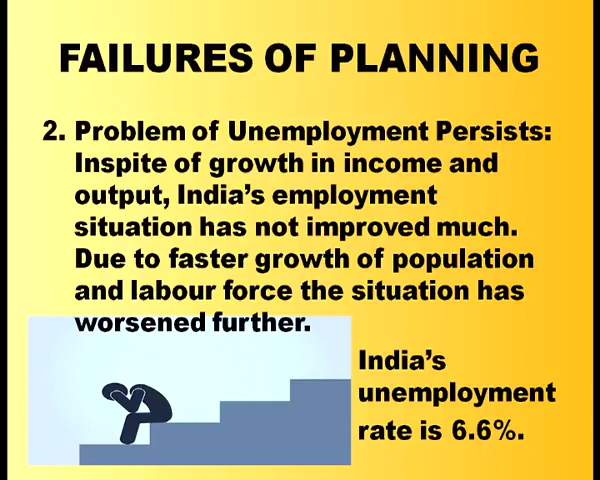 FAILURES OF PLANNING
2. Problem of Unemployment Persists:
Inspite of growth in income and
output, India's employment
situation has not improved much.
Due to faster growth of population
and labour force the situation has
worsened further.
India's
unemployment
rate is 6.6%.